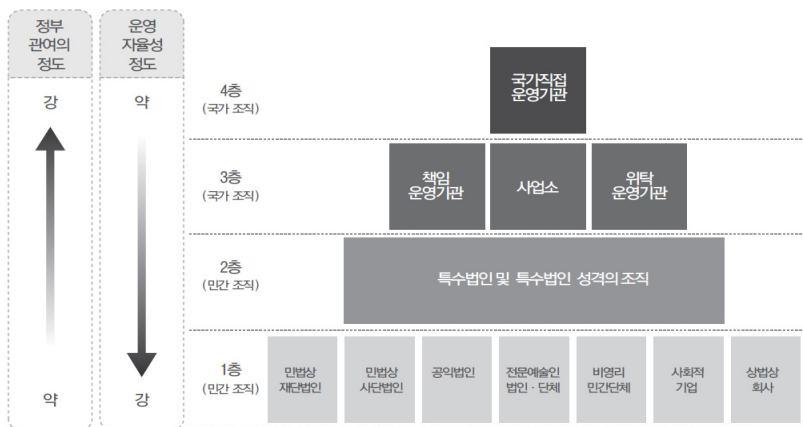 정부
관여의
정도
강
약
운영
자율성
정도
약
강
4층
(국가 조직)
국가직접
운영기관
3층
(국가 조직)
책임
운영기관
사업소
위탁
운영기관
2층
(민간 조직)
특수법인 및 특수법인 성격의 조직
1층
(민간 조직)
민법상
재단법인
민법상
사단법인
공익법인
전문예술인
법인 · 단체
비영리
민간단체
사회적
기업
상법상
회사